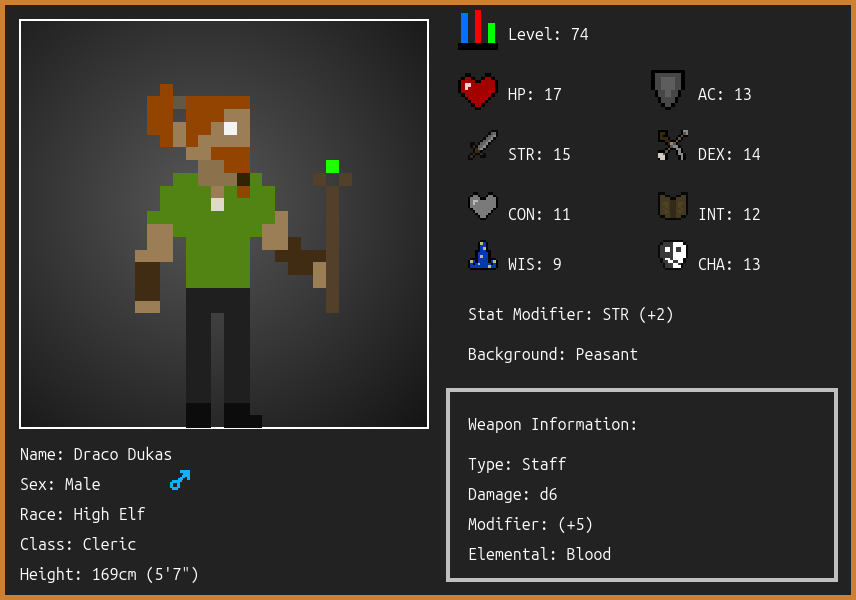 Level: 74
HP: 17
AC: 13
STR: 15
DEX: 14
CON: 11
INT: 12
WIS: 9
CHA: 13
Stat Modifier: STR (+2)
Background: Peasant
Weapon Information:
Type: Staff
Damage: d6
Modifier: (+5)
Elemental: Blood
Name: Draco Dukas
Sex: Male
Race: High Elf
Class: Cleric
Height: 169cm (5'7")